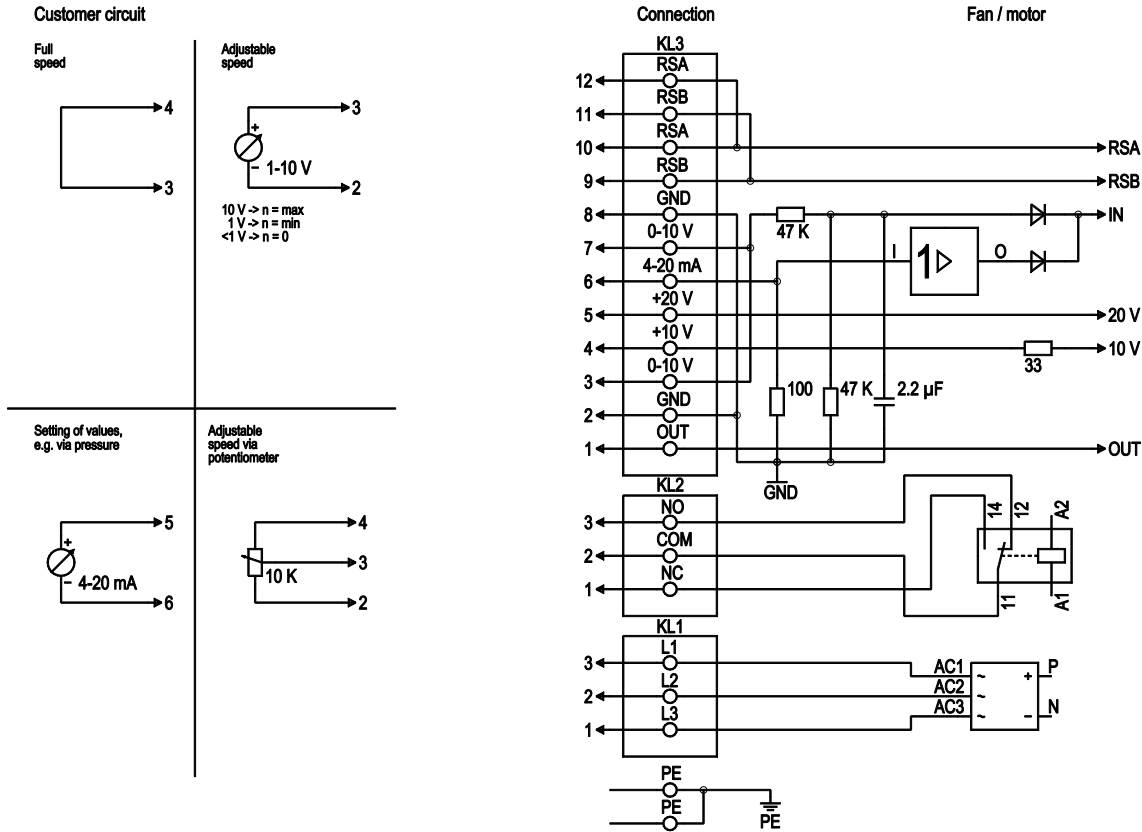 Customer circuit
Connection
Fan / motor
Full
speed
4
3
Adjustable
speed
3
+
1-10 V
−
2
10 V -> n = max
1 V -> n = min
<1 V -> n = 0
Setting of values,
e.g. via pressure
5
+
4-20 mA
−
6
Adjustable
speed via
potentiometer
4
3
10 K
2
KL3
RSA
12
RSB
11
RSA
10
RSA
RSB
9
RSB
GND
8
IN
0-10 V
47 K
7
I
1
O
4-20 mA
6
+20 V
5
20 V
+10 V
4
10 V
33
0-10 V
3
100
47 K
2.2 µF
GND
2
OUT
1
OUT
GND
KL2
NO
3
COM
2
NC
1
14
12
A2
11
A1
KL1
L1
3
L2
2
L3
1
AC1
~
+
P
AC2
~
AC3
~
−
N
PE
PE
PE